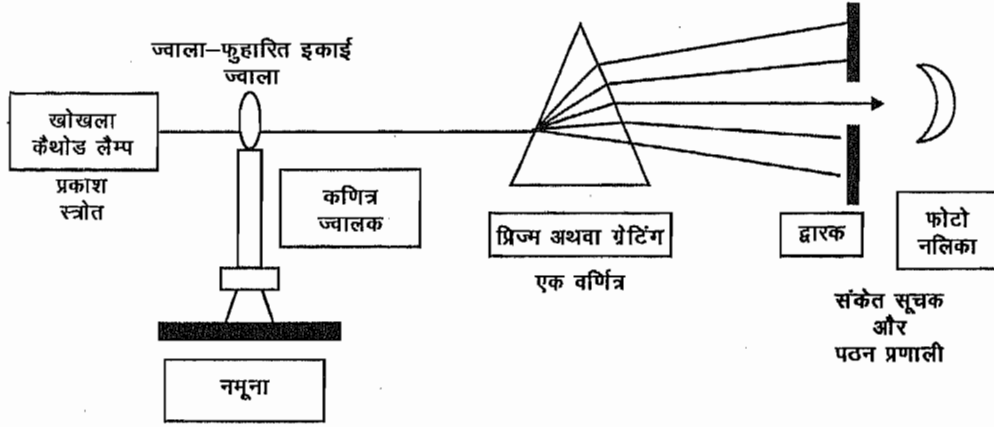 ज्वाला–फुहारित इकाई
ज्वाला
खोखला
कैथोड लैम्प
प्रकाश
स्त्रोत
कणित्र
ज्वालक
नमूना
प्रिज्म अथवा ग्रेटिंग
एक वर्णित्र
द्वारक
फोटो
नलिका
संकेत सूचक
और
पठन प्रणाली